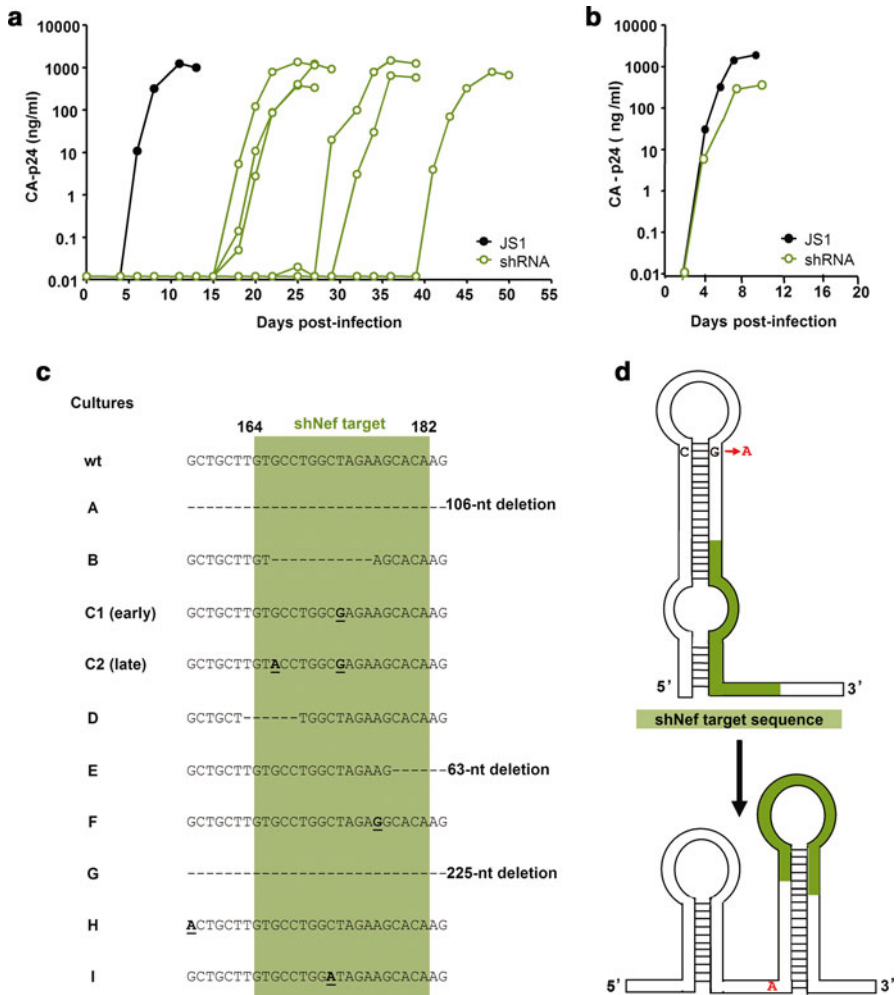 a
CA-p24 (ng/ml)
10000
1000
100
10
1
0.1
0.01
0 5 10 15 20 25 30 35 40 45 50 55
Days post-infection
JS1
shRNA
b
CA - p24 ( ng/ml)
10000
1000
100
10
1
0.1
0.01
0 4 8 12 16 20
Days post-infection
JS1
shRNA
c
Cultures
164 shNef target 182
wt GCTGCTTGTGCCTGGCTAGAAGCACAAG
A ----------------------------106-nt deletion
B GCTGCTTGT-----------AGCACAAG
C1 (early) GCTGCTTGTGCCTGGCGAGAAGCACAAG
C2 (late) GCTGCTTGTACCTGGCGAGAAGCACAAG
D GCTGCT------TGGCTAGAAGCACAAG
E GCTGCTTGTGCCTGGCTAGAAG------63-nt deletion
F GCTGCTTGTGCCTGGCTAGAGGCACAAG
G ----------------------------225-nt deletion
H ACTGCTTGTGCCTGGCTAGAAGCACAAG
I GCTGCTTGTGCCTGGATAGAAGCACAAG
d
C G → A
5’ 3’
shNef target sequence
5’ A 3’